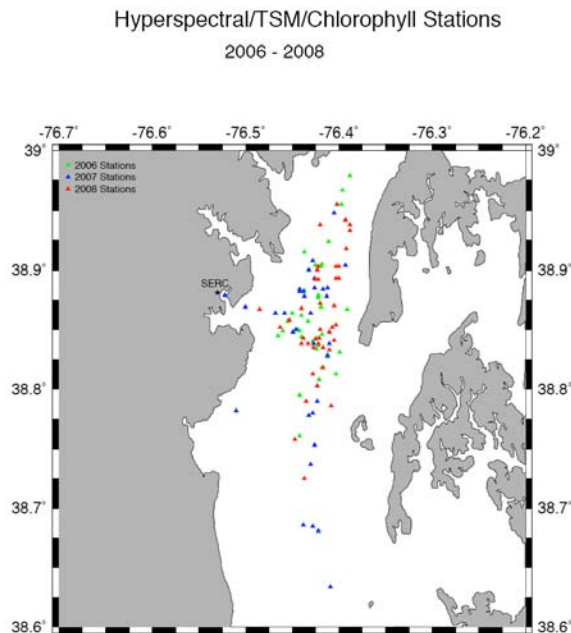 Hyperspectral/TSM/Chlorophyll Stations
2006 - 2008
-76.7° -76.6° -76.5° -76.4° -76.3° -76.2°
39° 39°
2006 Stations
2007 Stations
2008 Stations
38.9° 38.9°
SERC
38.8° 38.8°
38.7° 38.7°
38.6° 38.6°